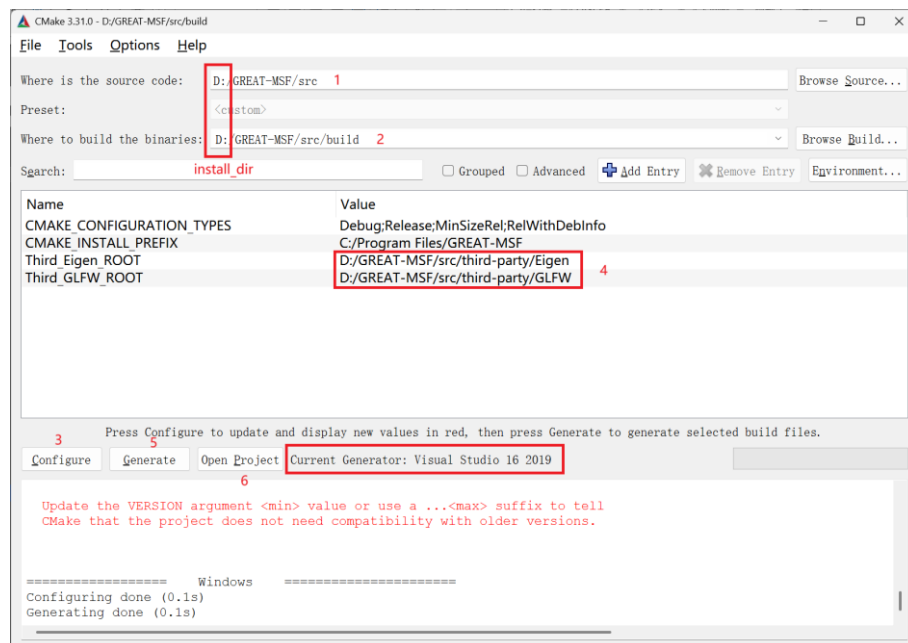 CMake 3.31.0 - D:/GREAT-MSF/src/build
File Tools Options Help
Where is the source code: D:/GREAT-MSF/src 1 Browse Source...
Preset: <custom>
Where to build the binaries: D:/GREAT-MSF/src/build 2 Browse Build...
Search: install_dir Grouped Advanced Add Entry Remove Entry Environment...
Name Value
CMAKE_CONFIGURATION_TYPES Debug;Release;MinSizeRel;RelWithDebInfo
CMAKE_INSTALL_PREFIX C:/Program Files/GREAT-MSF
Third_Eigen_ROOT D:/GREAT-MSF/src/third-party/Eigen
4
Third_GLFW_ROOT D:/GREAT-MSF/src/third-party/GLFW
Press Configure to update and display new values in red, then press Generate to generate selected build files.
3 5
Configure Generate Open Project Current Generator: Visual Studio 16 2019
6
Update the VERSION argument <min> value or use a ...<max> suffix to tell
CMake that the project does not need compatibility with older versions.
================== Windows ======================
Configuring done (0.1s)
Generating done (0.1s)